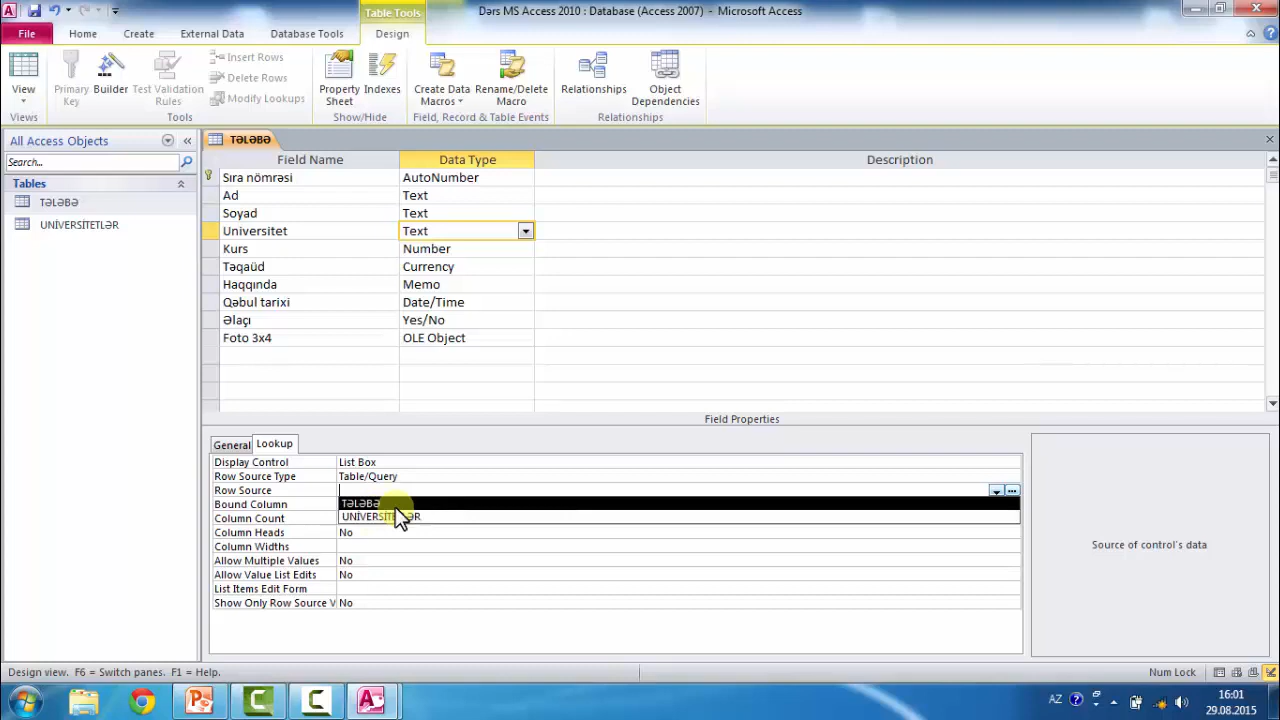 Dərs MS Access 2010 : Database (Access 2007) - Microsoft Access
Table Tools
File Home Create External Data Database Tools Design
View
Primary Key
Builder
Test Validation Rules
Insert Rows
Delete Rows
Modify Lookups
Property Sheet
Indexes
Create Data Macros
Rename/Delete Macro
Relationships
Object Dependencies
Views Tools Show/Hide Field, Record & Table Events Relationships
All Access Objects
Search...
Tables
TƏLƏBƏ
UNİVERSİTETLƏR
TƏLƏBƏ
Field Name Data Type Description
Sıra nömrəsi AutoNumber
Ad Text
Soyad Text
Universitet Text
Kurs Number
Təqaüd Currency
Haqqında Memo
Qəbul tarixi Date/Time
Əlaçı Yes/No
Foto 3x4 OLE Object
Field Properties
General Lookup
Display Control List Box
Row Source Type Table/Query
Row Source
Bound Column TƏLƏBƏ
Column Count
Column Heads No
Column Widths
Allow Multiple Values No
Allow Value List Edits No
List Items Edit Form
Show Only Row Source V No
Source of control's data
Design view. F6 = Switch panes. F1 = Help.
Num Lock
AZ
16:01
29.08.2015